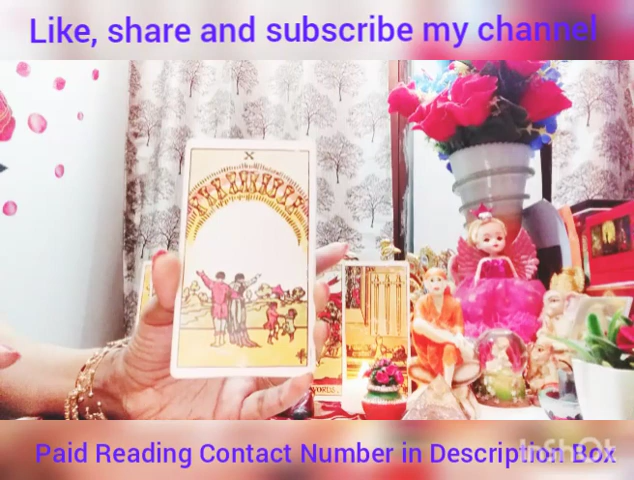 Like, share and subscribe my channel
X
Paid Reading Contact Number in Description Box
InShOt